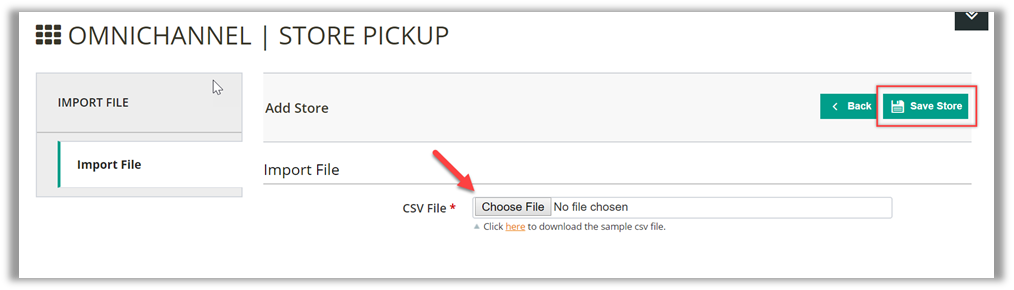 OMNICHANNEL | STORE PICKUP
IMPORT FILE
Import File
Add Store
Back
Save Store
Import File
CSV File *
Choose File No file chosen
Click here to download the sample csv file.